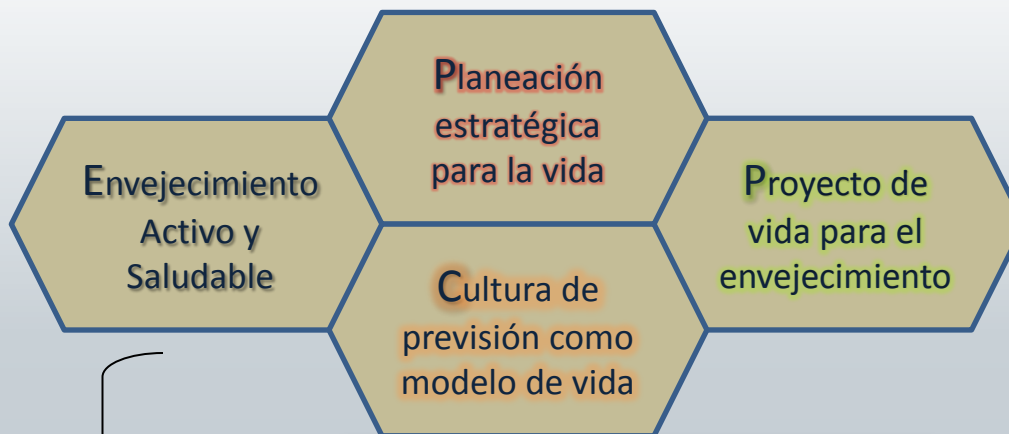 Planeación
estratégica
para la vida
Envejecimiento
Activo y
Saludable
Proyecto de
vida para el
envejecimiento
Cultura de
previsión como
modelo de vida